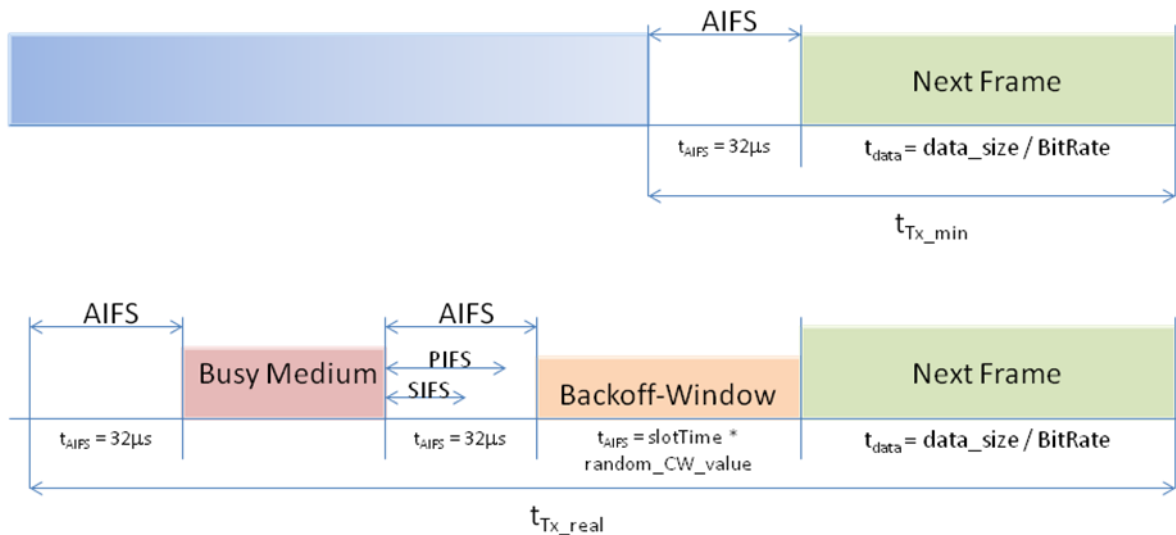 AIFS
Next Frame
tAIFS = 32μs
tdata = data_size / BitRate
tTx_min
AIFS
AIFS
Busy Medium
PIFS
SIFS
Backoff-Window
Next Frame
tAIFS = 32μs
tAIFS = 32μs
tAIFS = slotTime *
random_CW_value
tdata = data_size / BitRate
tTx_real